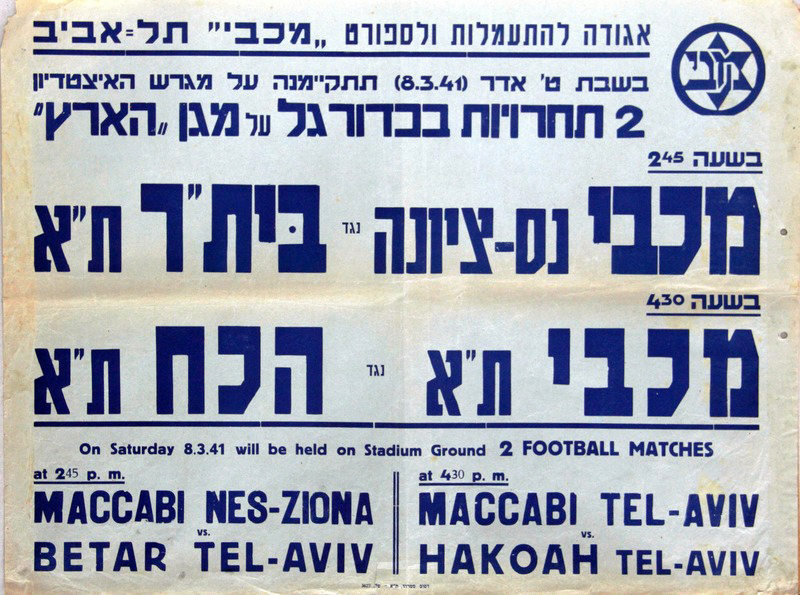 אגודה להתעמלות ולספורט „מכבי" תל=אביב
מכבי
בשבת ט' אדר (8.3.41) תתקיימנה על מגרש האיצטדיון
2 תחרויות בכדורגל על מגן „הארץ"
בשעה 2⁴⁵
מכבי נס-ציונה נגד בית"ר ת"א
בשעה 4³⁰
מכבי ת"א נגד הכח ת"א
On Saturday 8.3.41 will be held on Stadium Ground 2 FOOTBALL MATCHES
at 2⁴⁵ p. m.
MACCABI NES-ZIONA
vs.
BETAR TEL-AVIV
at 4³⁰ p. m.
MACCABI TEL-AVIV
vs.
HAKOAH TEL-AVIV